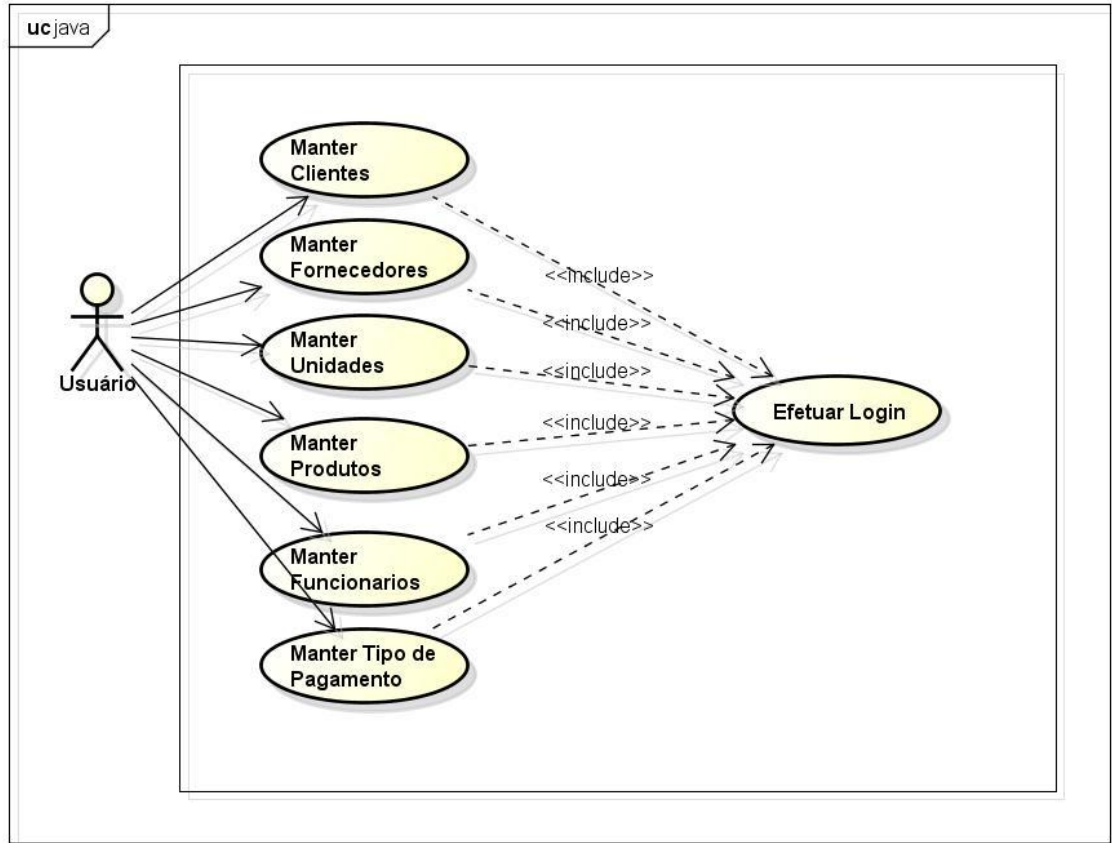 uc java
Manter
Clientes
Manter
Fornecedores
<<include>>
<<include>>
Manter
Unidades
<<include>>
Usuário
Efetuar Login
<<include>>
Manter
Produtos
<<include>>
<<include>>
Manter
Funcionarios
Manter Tipo de
Pagamento